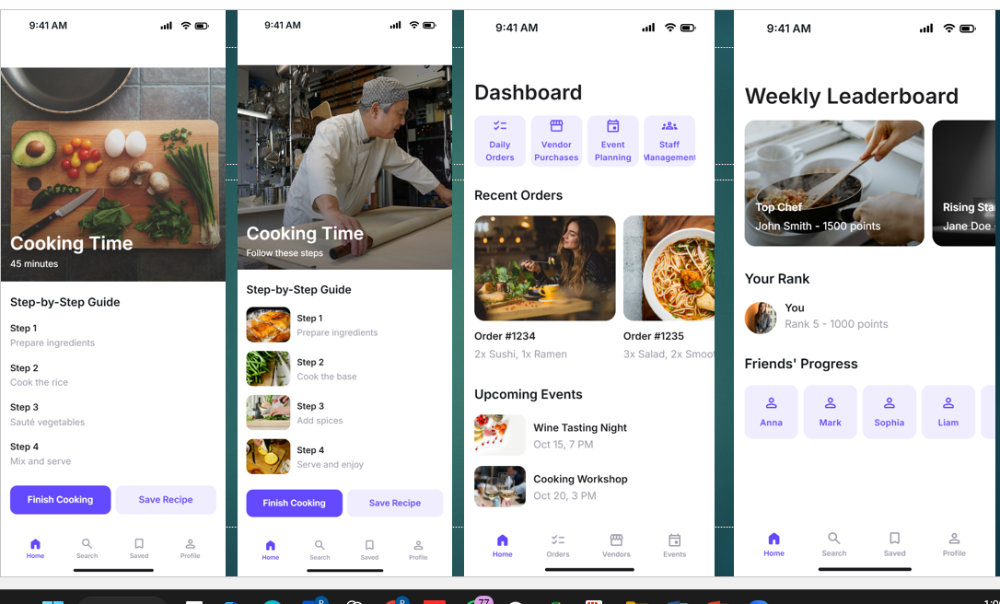 9:41 AM
Cooking Time
45 minutes
Step-by-Step Guide
Step 1
Prepare ingredients
Step 2
Cook the rice
Step 3
Sauté vegetables
Step 4
Mix and serve
Finish Cooking
Save Recipe
Home
Search
Saved
Profile
9:41 AM
Cooking Time
Follow these steps
Step-by-Step Guide
Step 1
Prepare ingredients
Step 2
Cook the base
Step 3
Add spices
Step 4
Serve and enjoy
Finish Cooking
Save Recipe
Home
Search
Saved
Profile
9:41 AM
Dashboard
Daily
Orders
Vendor
Purchases
Event
Planning
Staff
Management
Recent Orders
Order #1234
2x Sushi, 1x Ramen
Order #1235
3x Salad, 2x Smoot
Upcoming Events
Wine Tasting Night
Oct 15, 7 PM
Cooking Workshop
Oct 20, 3 PM
Home
Orders
Vendors
Events
9:41 AM
Weekly Leaderboard
Top Chef
John Smith - 1500 points
Rising Sta
Jane Doe -
Your Rank
You
Rank 5 - 1000 points
Friends' Progress
Anna
Mark
Sophia
Liam
Home
Search
Saved
Profile
P
P
77